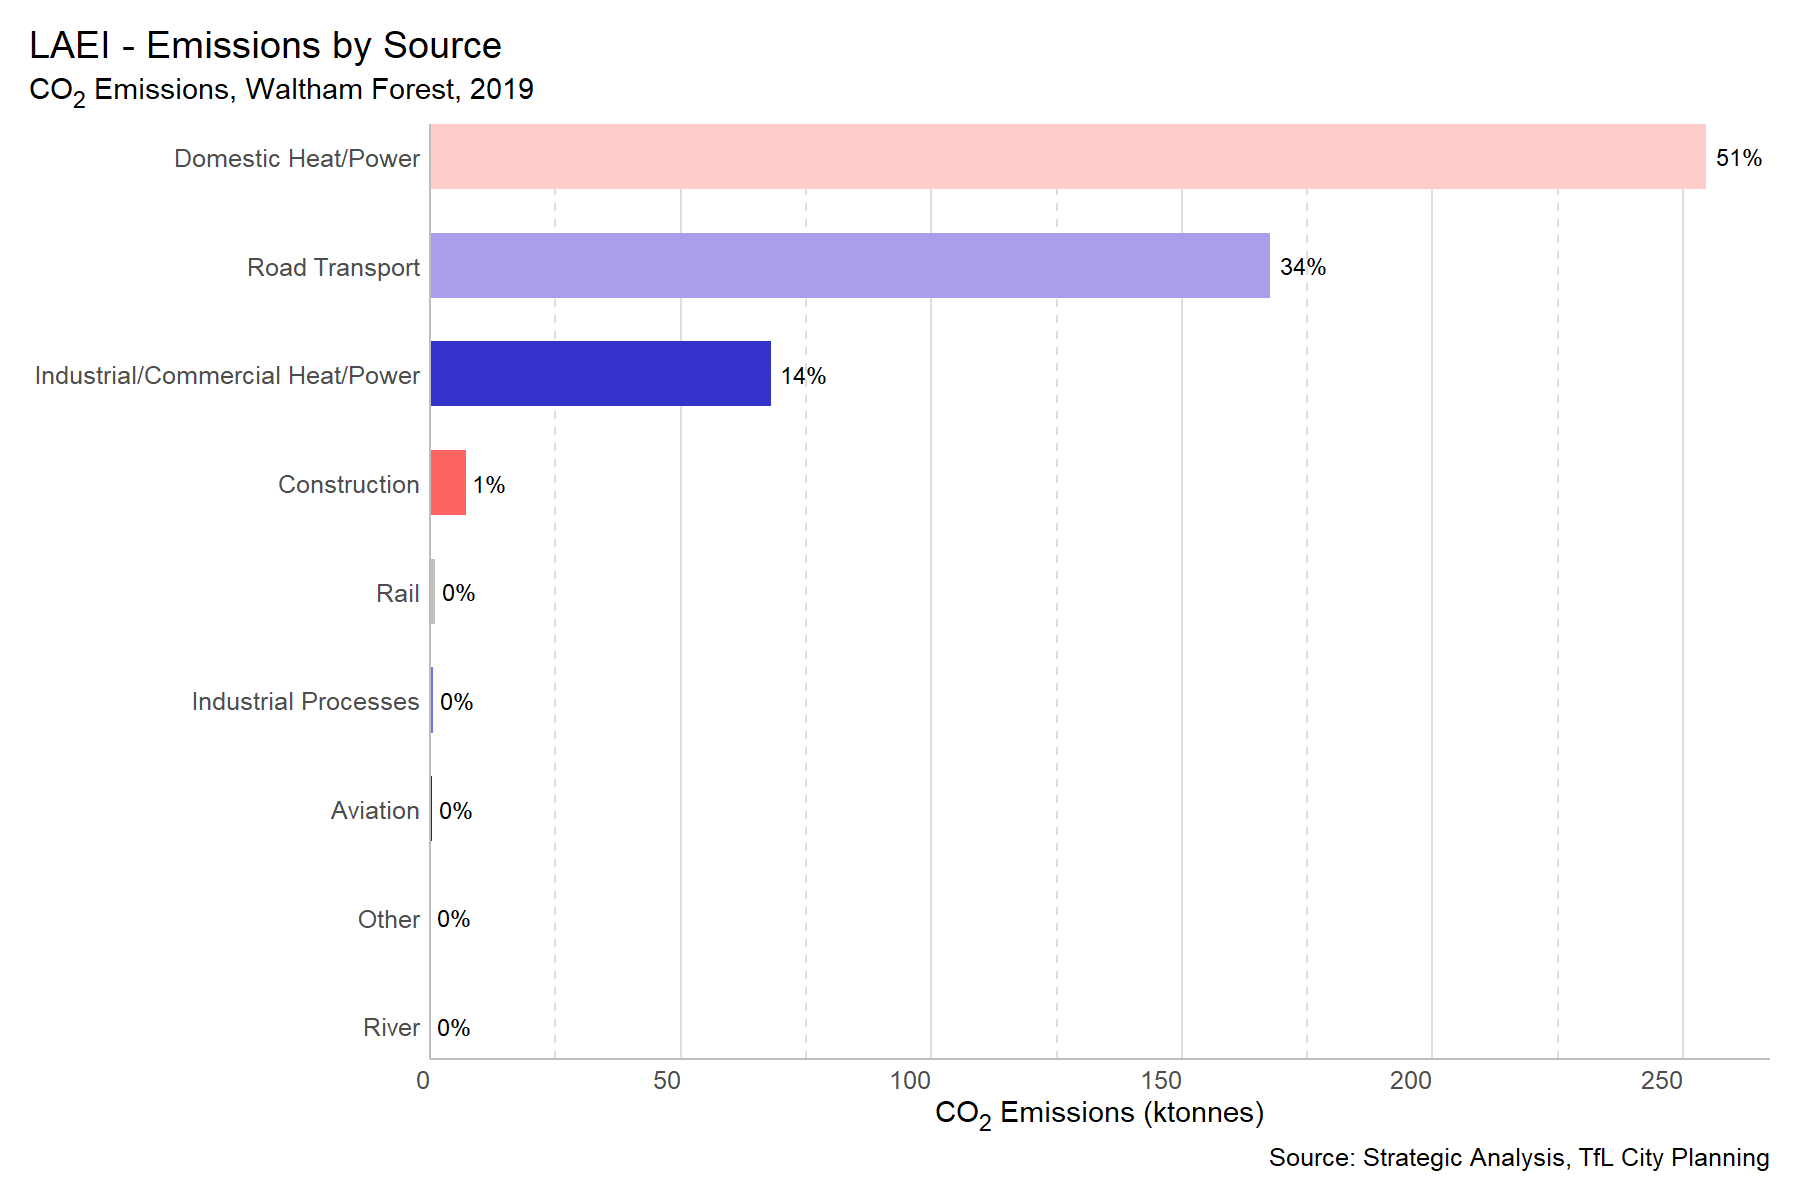 LAEI - Emissions by Source
CO₂ Emissions, Waltham Forest, 2019
Domestic Heat/Power 51%
Road Transport 34%
Industrial/Commercial Heat/Power 14%
Construction 1%
Rail 0%
Industrial Processes 0%
Aviation 0%
Other 0%
River 0%
0 50 100 150 200 250
CO₂ Emissions (ktonnes)
Source: Strategic Analysis, TfL City Planning